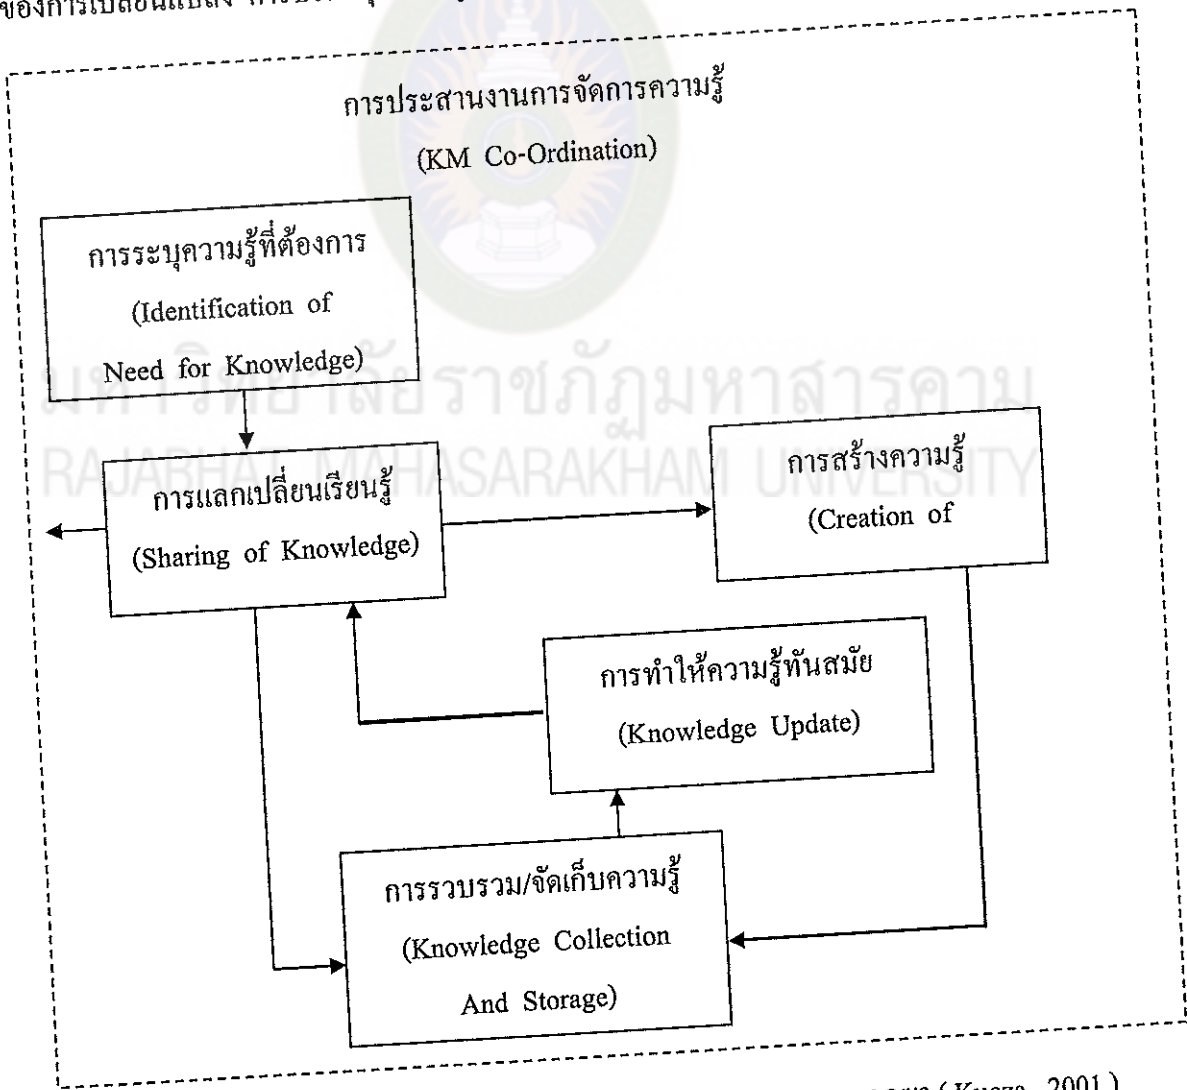 ของการเปลี่ยนแปลง
การประสานงานการจัดการความรู้
(KM Co-Ordination)
การระบุความรู้ที่ต้องการ
(Identification of
Need for Knowledge)
มหาวิทยาลัยราชภัฏมหาสารคาม
RAJABHAT MAHASARAKHAM UNIVERSITY
การแลกเปลี่ยนเรียนรู้
(Sharing of Knowledge)
การสร้างความรู้
(Creation of
การทำให้ความรู้ทันสมัย
(Knowledge Update)
การรวบรวม/จัดเก็บความรู้
(Knowledge Collection
And Storage)
( Kucza, 2001 )